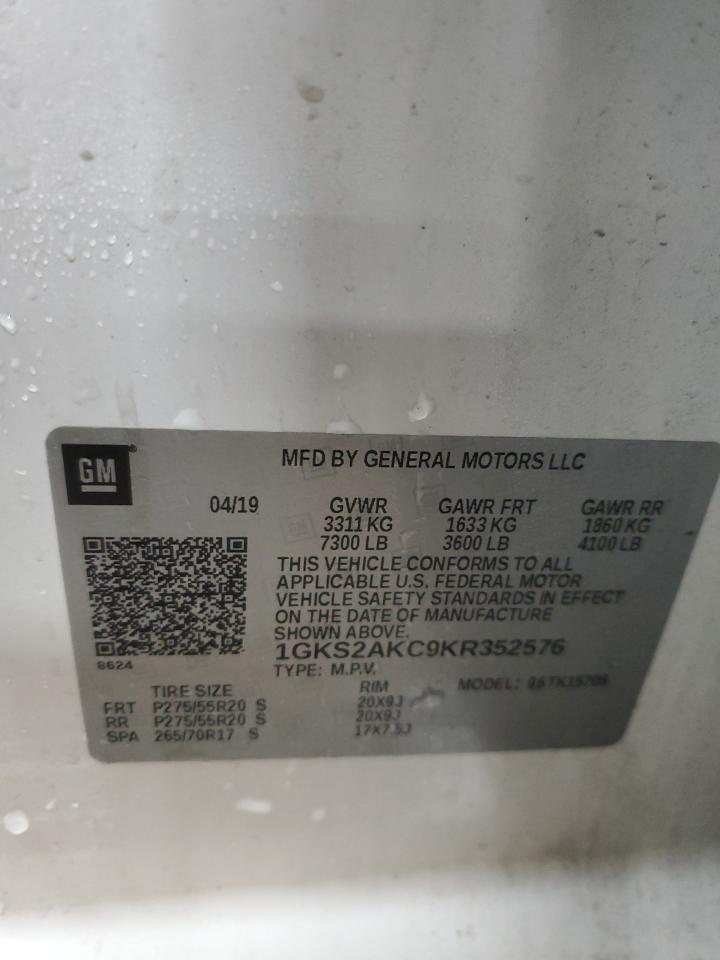 GM
MFD BY GENERAL MOTORS LLC
04/19 GVWR GAWR FRT GAWR RR
3311 KG 1633 KG 1860 KG
7300 LB 3600 LB 4100 LB
THIS VEHICLE CONFORMS TO ALL
APPLICABLE U.S. FEDERAL MOTOR
VEHICLE SAFETY STANDARDS IN EFFECT
ON THE DATE OF MANUFACTURE
SHOWN ABOVE.
1GKS2AKC9KR352576
8624
TYPE: M.P.V.
TIRE SIZE RIM MODEL:
FRT P275/55R20 S 20X9J
RR P275/55R20 S 20X9J
SPA 265/70R17 S 17X7.5J